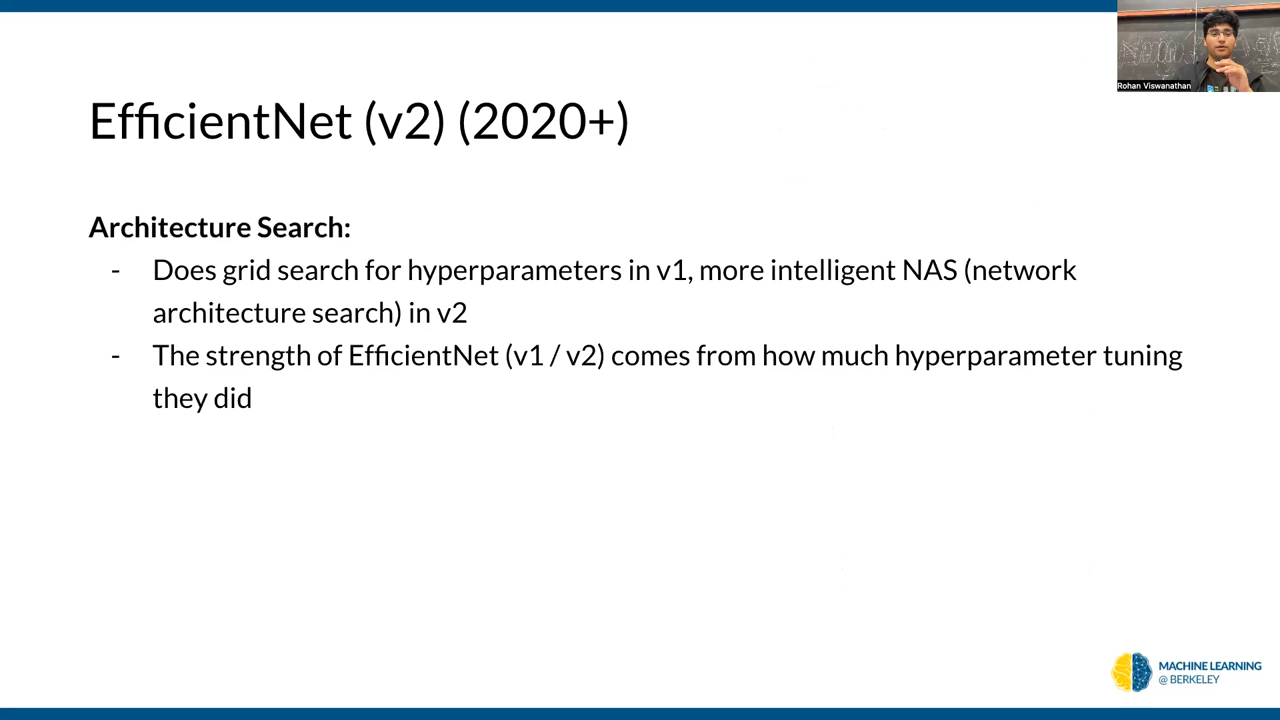 EfficientNet (v2) (2020+)
Rohan Viswanathan
Architecture Search:
- Does grid search for hyperparameters in v1, more intelligent NAS (network
architecture search) in v2
- The strength of EfficientNet (v1 / v2) comes from how much hyperparameter tuning
they did
MACHINE LEARNING
@ BERKELEY